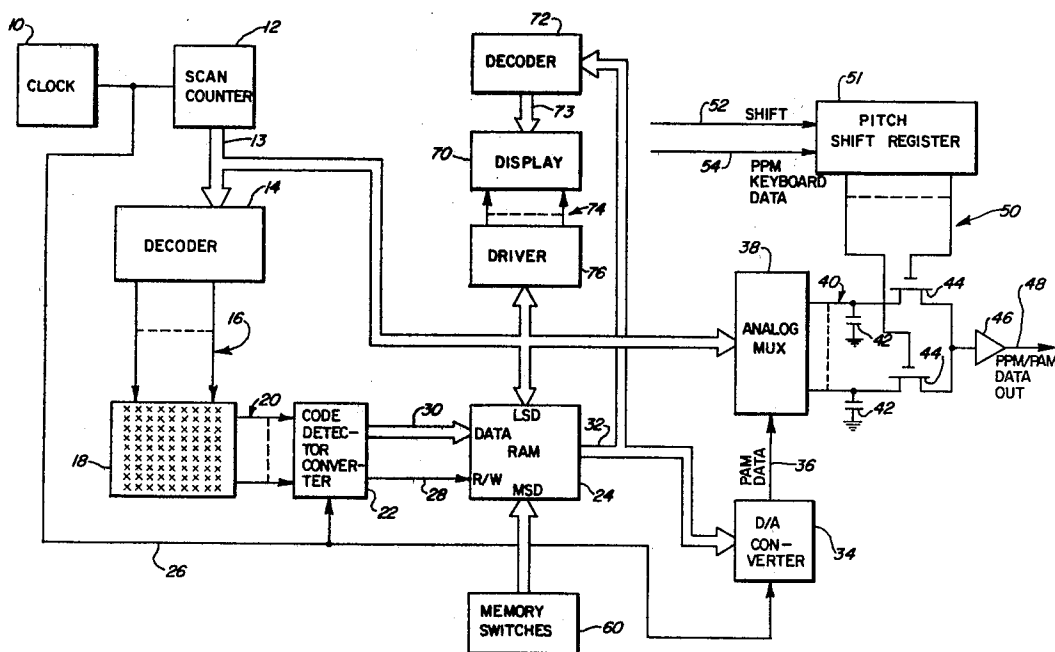 10
CLOCK
12
SCAN
COUNTER
13
14
DECODER
16
18
20
CODE
DETEC-
TOR
CONVER-
TER
22
26
28
30
DATA
LSD
RAM
R/W
MSD
24
32
MEMORY
SWITCHES
60
72
DECODER
73
70
DISPLAY
74
DRIVER
76
52
SHIFT
54
PPM
KEYBOARD
DATA
51
PITCH
SHIFT REGISTER
50
38
ANALOG
MUX
40
42
42
44
44
46
48
PPM/PAM
DATA
OUT
PAM
DATA
36
D/A
CON-
VERTER
34